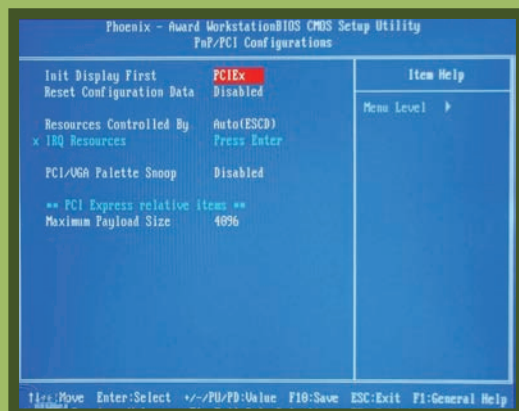 Phoenix - Award WorkstationBIOS CMOS Setup Utility
PnP/PCI Configurations
Init Display First PCIEx
Reset Configuration Data Disabled
Resources Controlled By Auto(ESCD)
x IRQ Resources Press Enter
PCI/VGA Palette Snoop Disabled
** PCI Express relative items **
Maximum Payload Size 4096
Item Help
Menu Level ▶
↑↓→←:Move Enter:Select +/-/PU/PD:Value F10:Save ESC:Exit F1:General Help